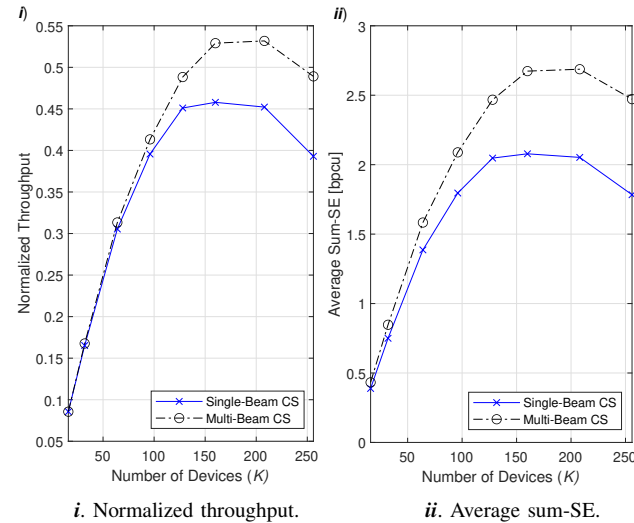 i)
Normalized Throughput
0.55
0.5
0.45
0.4
0.35
0.3
0.25
0.2
0.15
0.1
0.05
50 100 150 200 250
Number of Devices (K)
Single-Beam CS
Multi-Beam CS
i. Normalized throughput.
ii)
Average Sum-SE [bpcu]
3
2.5
2
1.5
1
0.5
0
50 100 150 200 250
Number of Devices (K)
Single-Beam CS
Multi-Beam CS
ii. Average sum-SE.